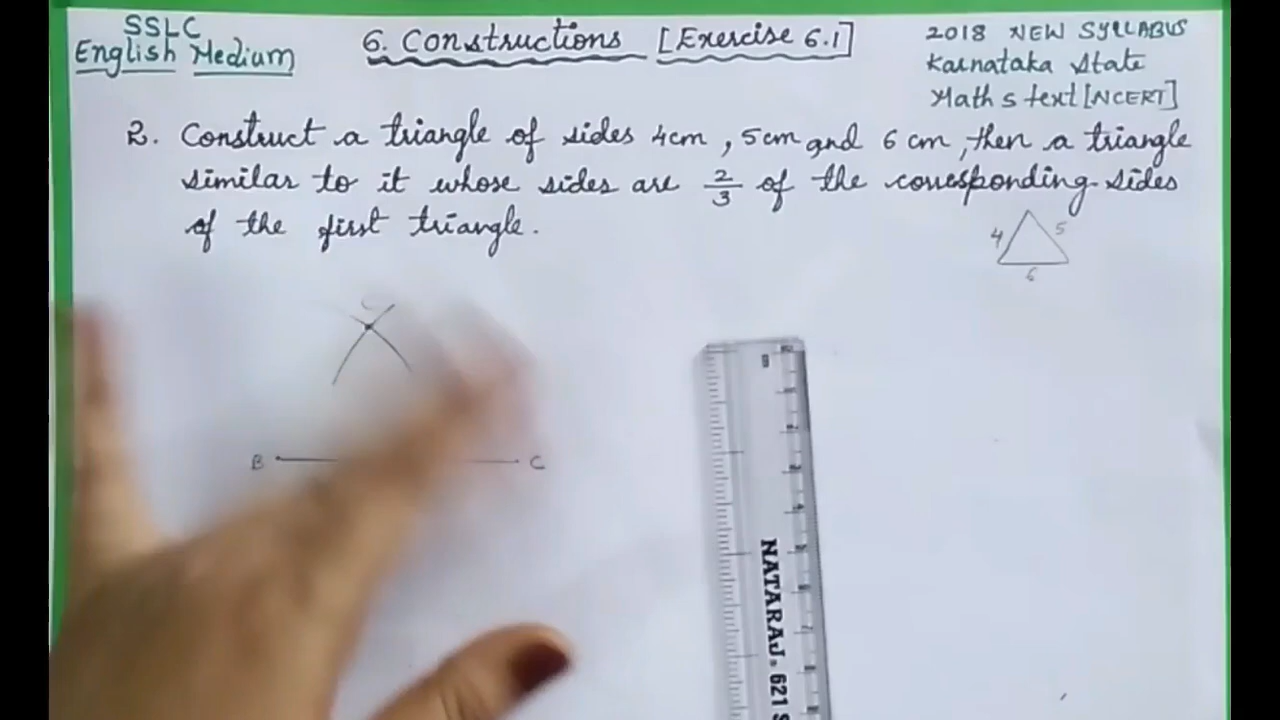 SSLC
English Medium
6. Constructions [Exercise 6.1]
2018 NEW SYLLABUS
Karnataka State
Maths text [NCERT]
2. Construct a triangle of sides 4cm, 5cm and 6 cm, then a triangle
similar to it whose sides are 2/3 of the corresponding sides
of the first triangle.
4 5
6
B C
NATARAJ. 621